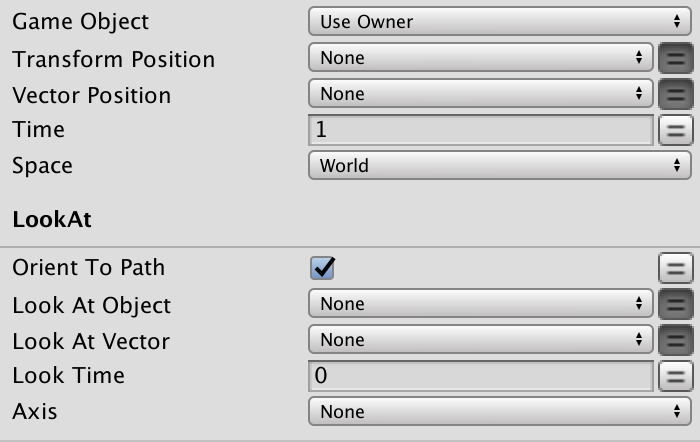 Game Object Use Owner
Transform Position None
Vector Position None
Time 1
Space World
LookAt
Orient To Path
Look At Object None
Look At Vector None
Look Time 0
Axis None